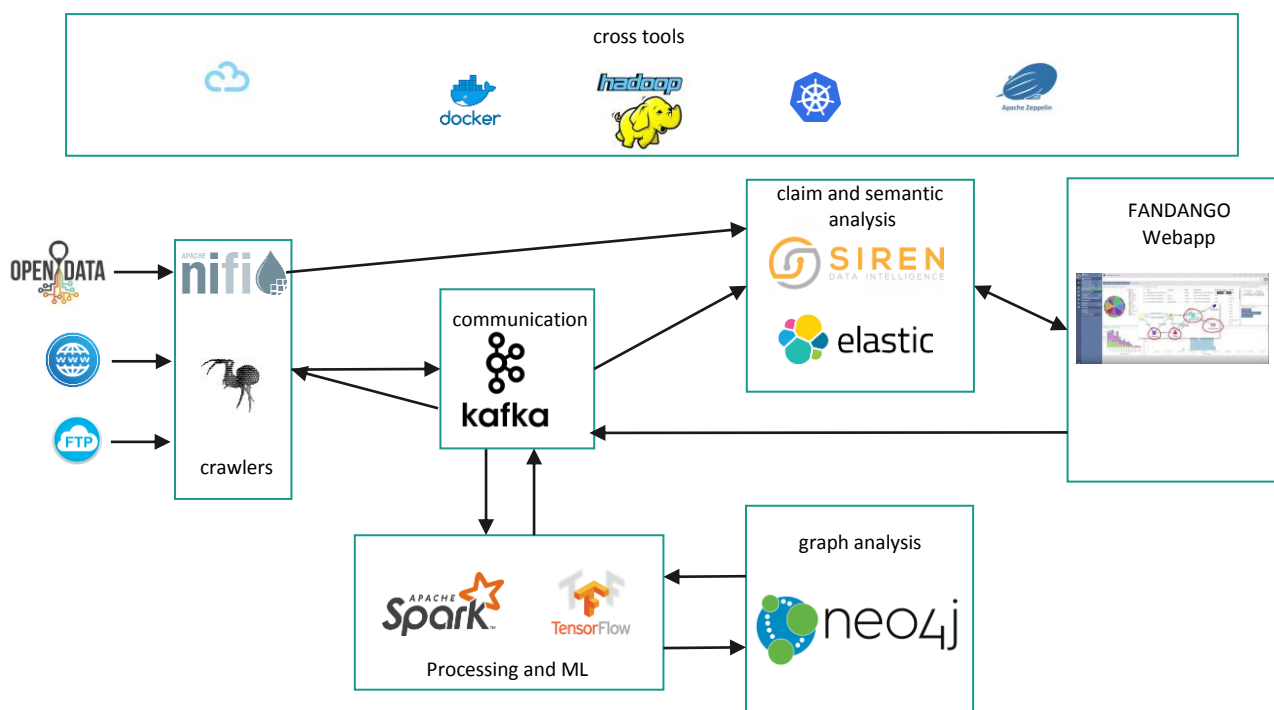 cross tools
hadoop
docker
Apache Zeppelin
claim and semantic
analysis
FANDANGO
Webapp
OPEN DATA
APACHE
nifi
SIREN
DATA INTELLIGENCE
communication
WWW
elastic
kafka
FTP
crawlers
graph analysis
APACHE
Spark
TM
TensorFlow
neo4j
Processing and ML